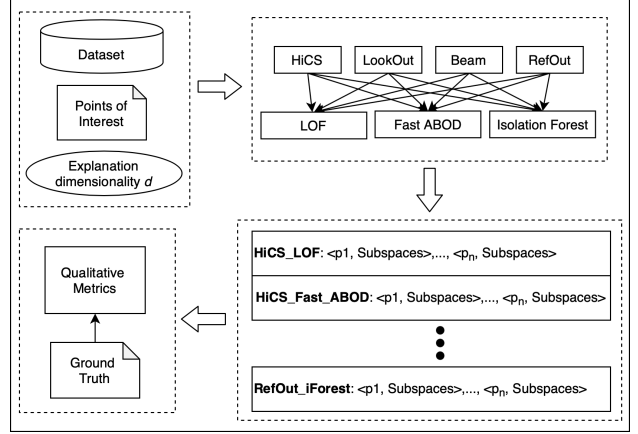 Dataset
Points of
Interest
Explanation
dimensionality d
HiCS
LookOut
Beam
RefOut
LOF
Fast ABOD
Isolation Forest
HiCS_LOF: <p1, Subspaces>,..., <pn, Subspaces>
HiCS_Fast_ABOD: <p1, Subspaces>,..., <pn, Subspaces>
RefOut_iForest: <p1, Subspaces>,..., <pn, Subspaces>
Qualitative
Metrics
Ground
Truth